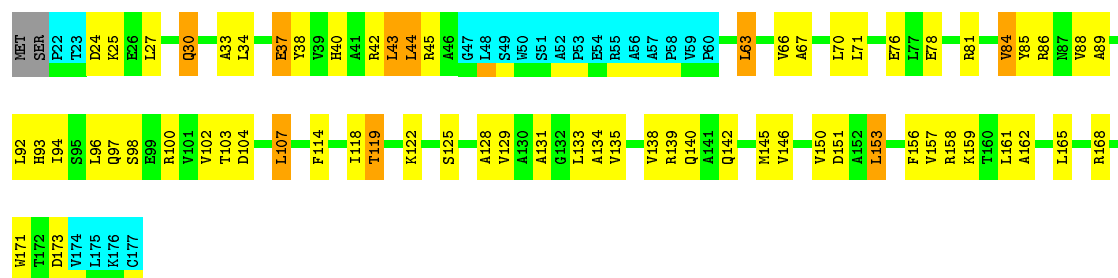 MET SER P22 T23 D24 K25 E26 L27 Q30 A33 L34 E37 Y38 V39 H40 A41 R42 L43 L44 R45 A46 G47 L48 S49 W50 S51 A52 P53 E54 R55 A56 A57 P58 V59 P60 L63 V66 A67 L70 L71 E76 L77 E78 R81 V84 Y85 R86 N87 V88 A89
L92 H93 I94 S95 L96 Q97 S98 E99 R100 V101 V102 T103 D104 L107 F114 I118 T119 K122 S125 A128 V129 A130 A131 G132 L133 A134 V135 V138 R139 Q140 A141 Q142 M145 V146 V150 D151 A152 L153 F156 V157 R158 K159 T160 L161 A162 L165 R168
W171 T172 D173 V174 L175 K176 C177